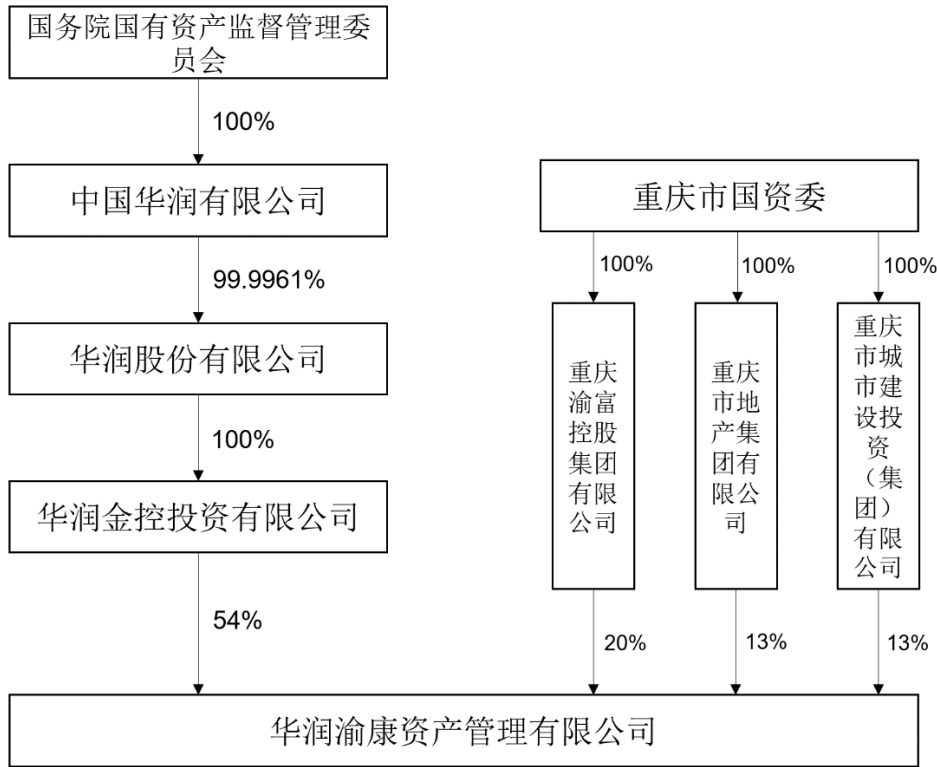 国务院国有资产监督管理委
员会
100%
中国华润有限公司
99.9961%
华润股份有限公司
100%
华润金控投资有限公司
54%
重庆市国资委
100%
100%
100%
重庆
渝富
控股
集团
有限
公司
重庆
市地
产集
团有
限公
司
重庆
市城
市建
设投
资
（集
团）
有限
公司
20%
13%
13%
华润渝康资产管理有限公司